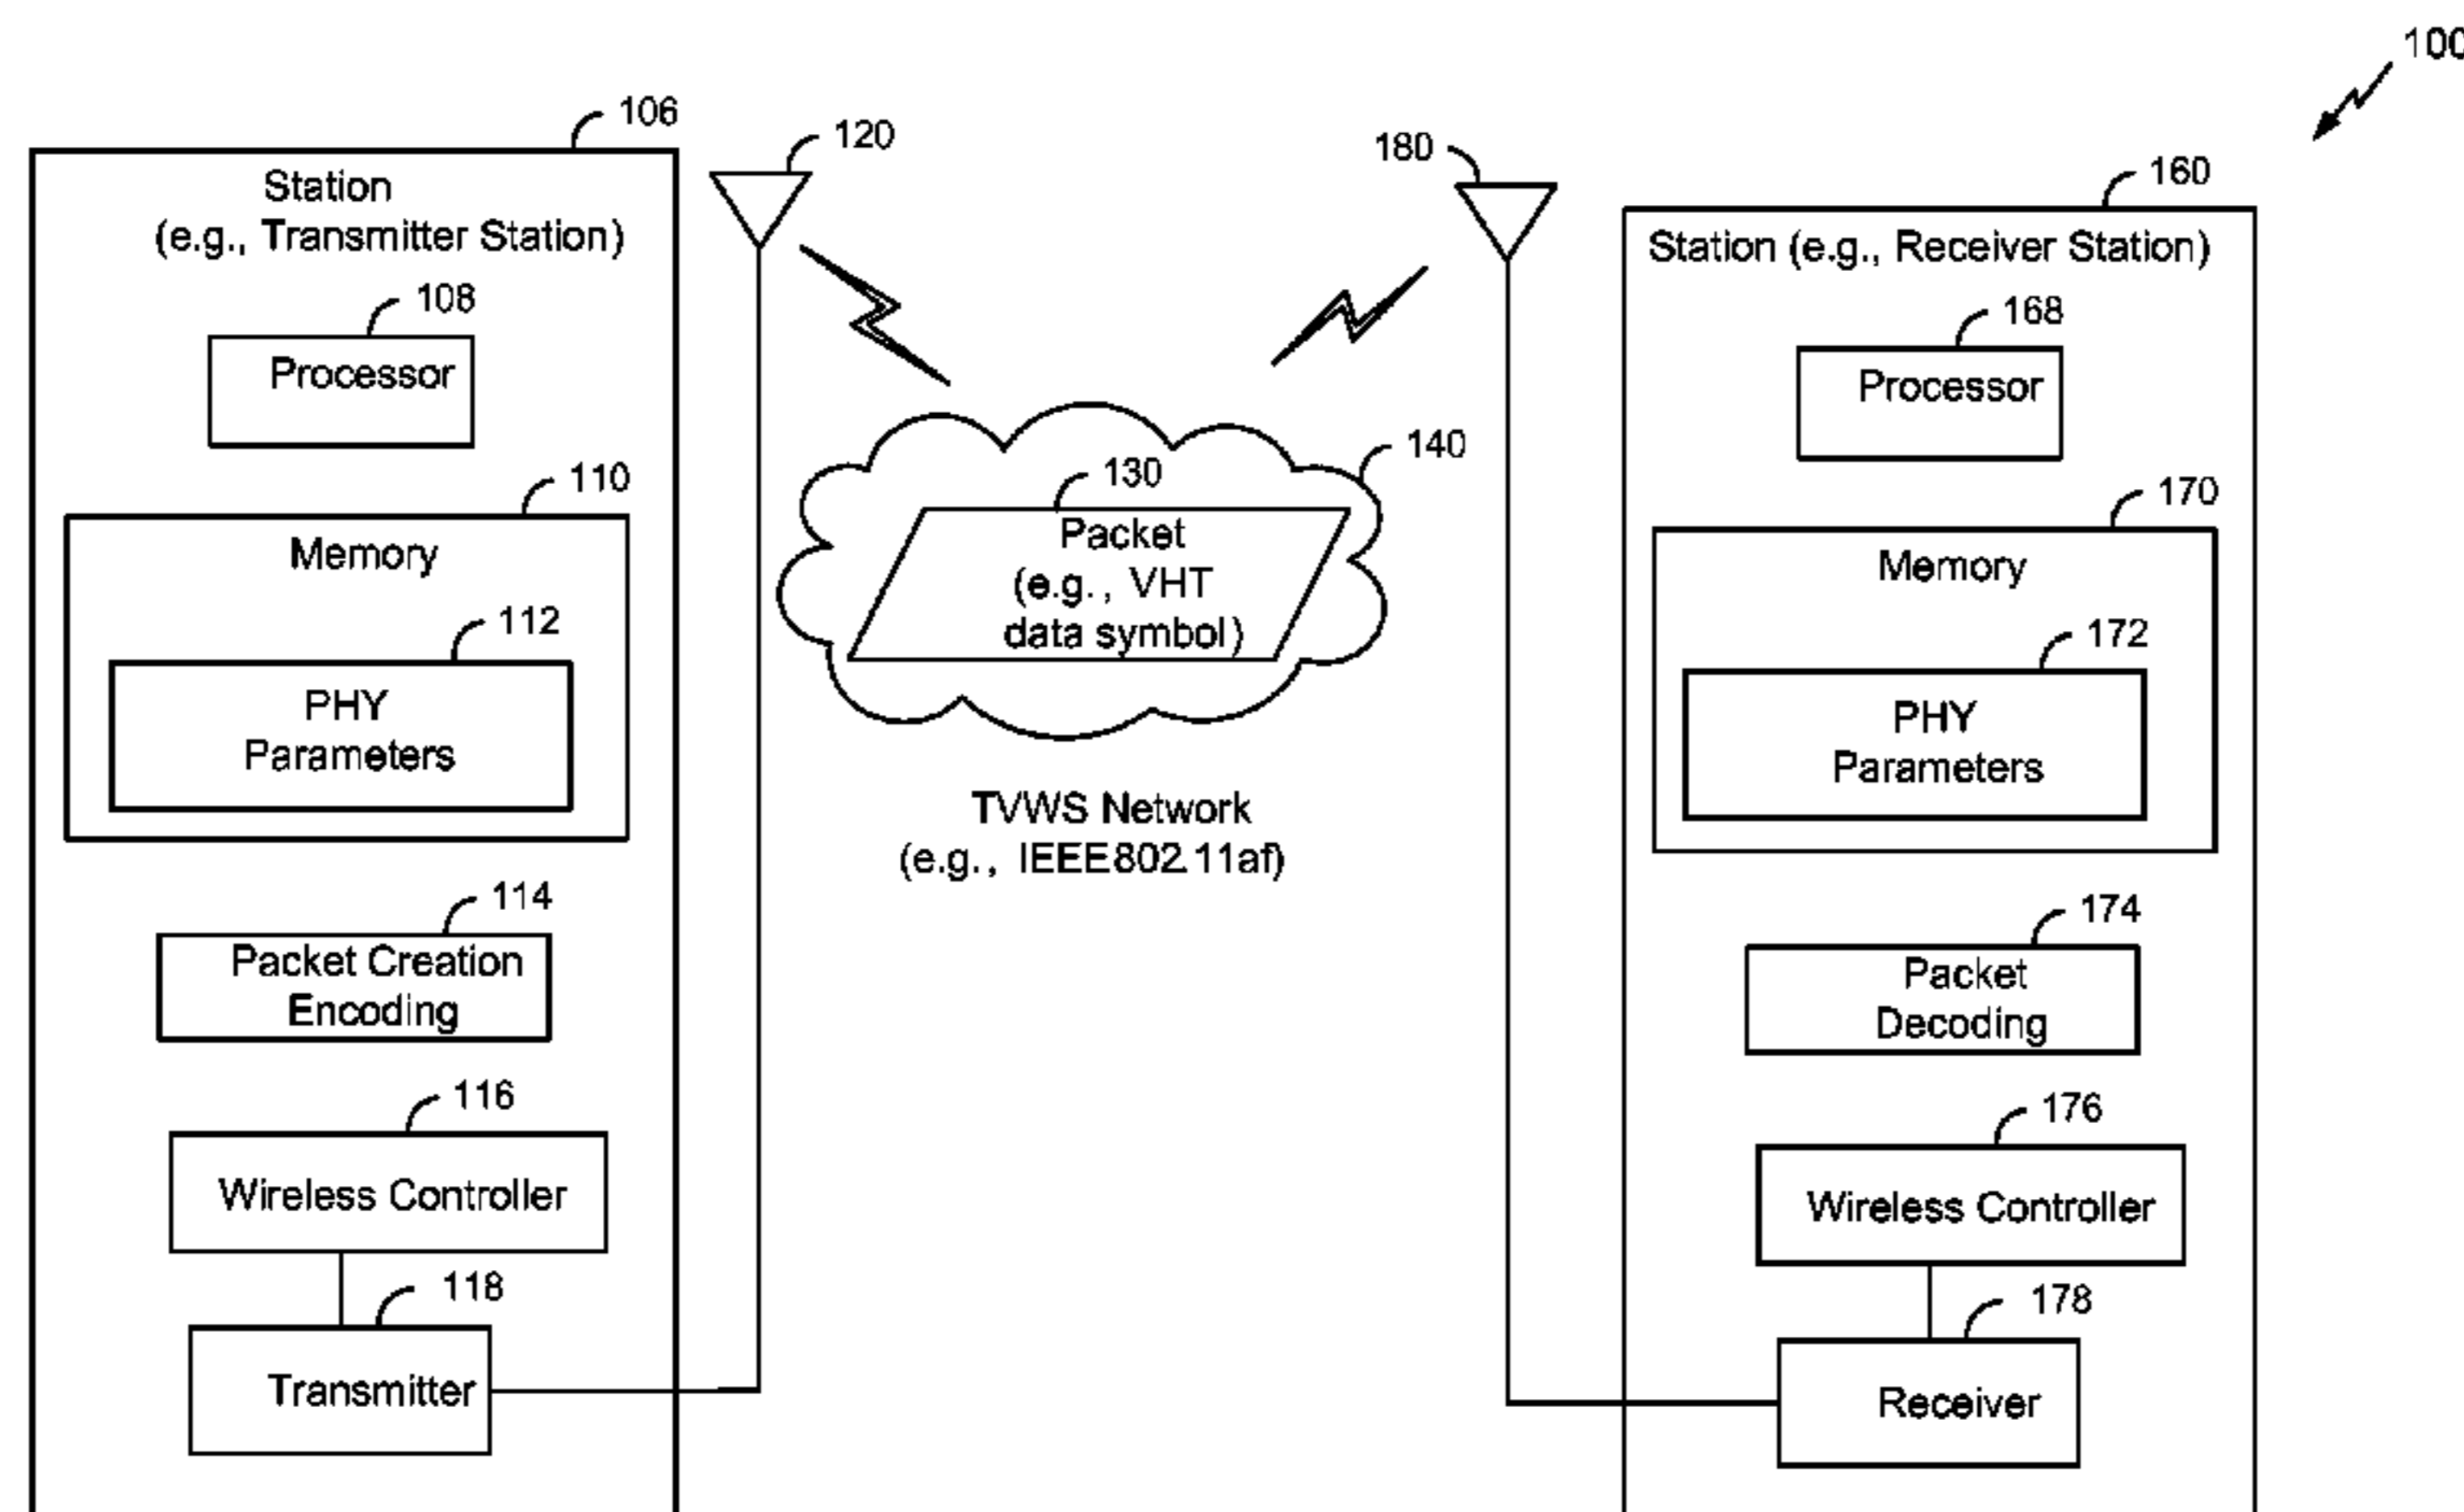 100
106
Station
(e.g., Transmitter Station)
108
Processor
110
Memory
112
PHY
Parameters
114
Packet Creation
Encoding
116
Wireless Controller
118
Transmitter
120
180
140
130
Packet
(e.g., VHT
data symbol)
TVWS Network
(e.g., IEEE802.11af)
160
Station (e.g., Receiver Station)
168
Processor
170
Memory
172
PHY
Parameters
174
Packet
Decoding
176
Wireless Controller
178
Receiver